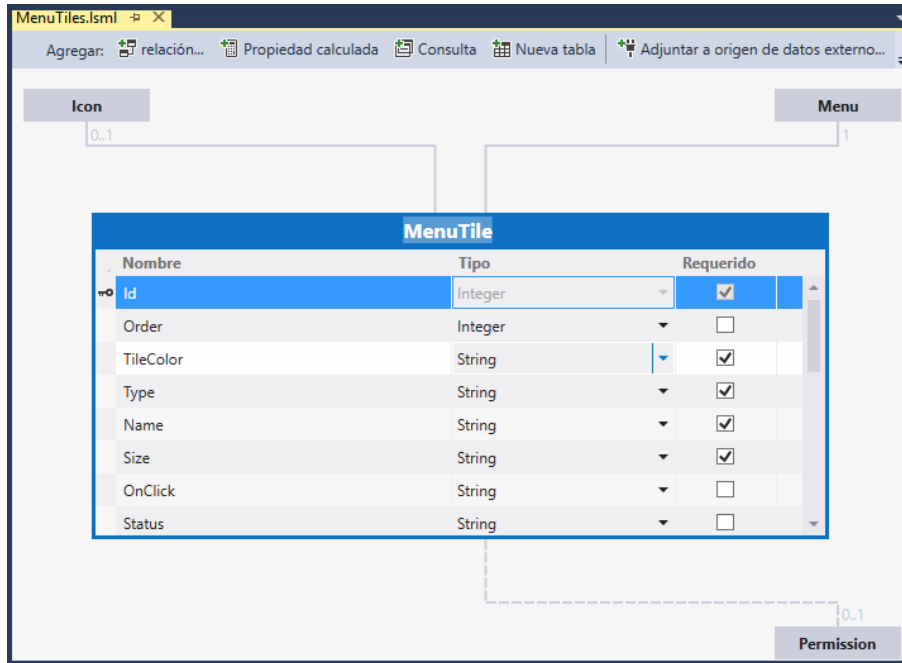 MenuTiles.lsml
Agregar: relación... Propiedad calculada Consulta Nueva tabla Adjuntar a origen de datos externo...
Icon Menu
0..1 1
MenuTile
Nombre Tipo Requerido
Id Integer
Order Integer
TileColor String
Type String
Name String
Size String
OnClick String
Status String
0..1
Permission